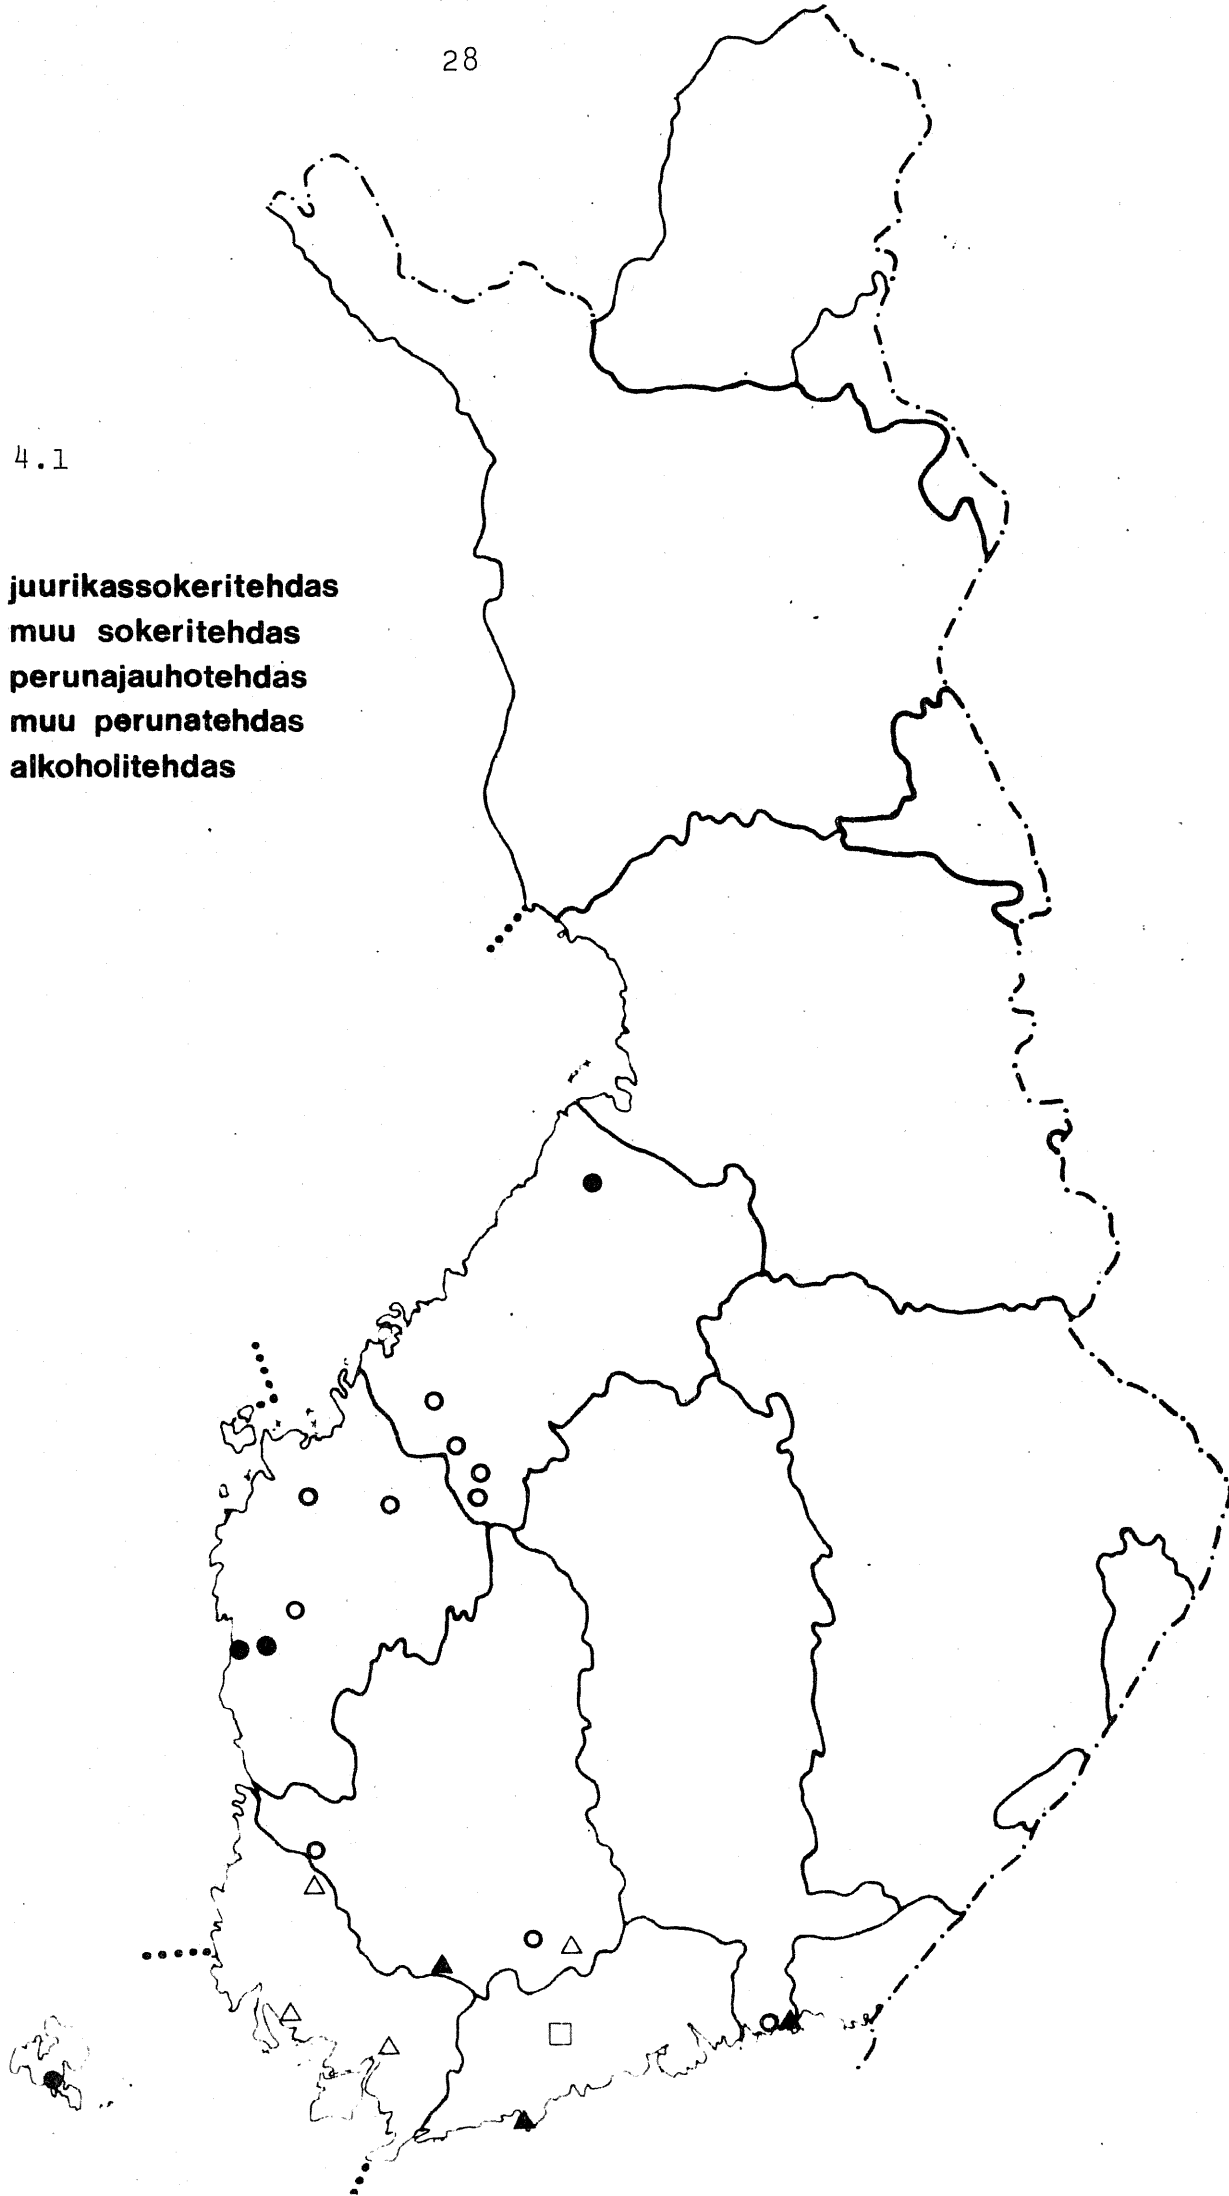 28
4.1
juurikassokeritehdas
muu sokeritehdas
perunajauhotehdas
muu perunatehdas
alkoholitehdas